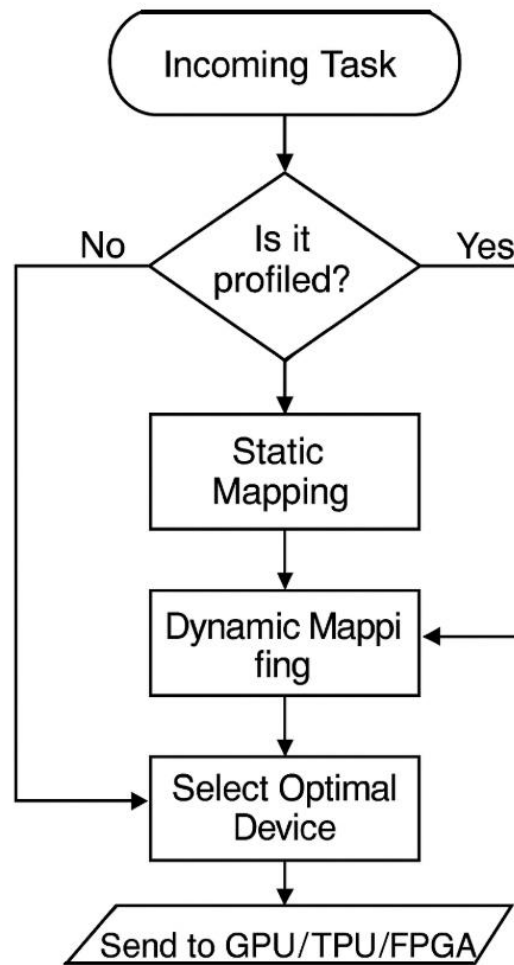 Incoming Task
Is it
profiled?
No
Yes
Static
Mapping
Dynamic Mappi
fing
Select Optimal
Device
Send to GPU/TPU/FPGA